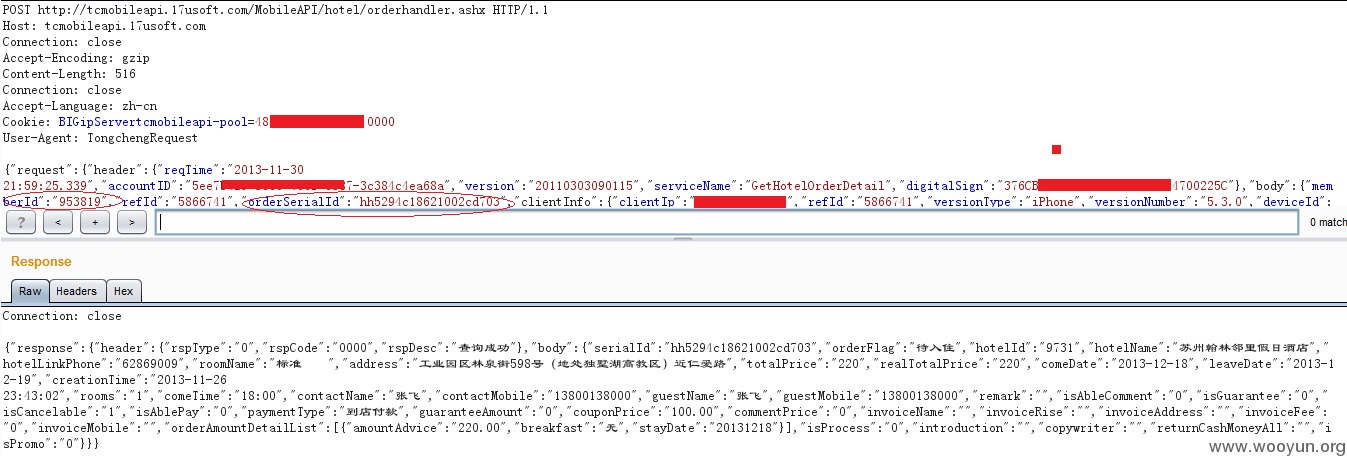 POST http://tcmobileapi.17usoft.com/MobileAPI/hotel/orderhandler.ashx HTTP/1.1
Host: tcmobileapi.17usoft.com
Connection: close
Accept-Encoding: gzip
Content-Length: 516
Connection: close
Accept-Language: zh-cn
Cookie: BIGipServertcmobileapi-pool=48 0000
User-Agent: TongchengRequest
{"request":{"header":{"reqTime":"2013-11-30
21:59:25.339","accountID":"5ee7 -3c384c4ea68a","version":"20110303090115","serviceName":"GetHotelOrderDetail","digitalSign":"376CB 4700225C"},"body":{"mem
berId":"953819","refId":"5866741","orderSerialId":"hh5294c18621002cd703","clientInfo":{"clientIp":" ","refId":"5866741","versionType":"iPhone","versionNumber":"5.3.0","deviceId":
? < + > 0 match
Response
Raw Headers Hex
Connection: close
{"response":{"header":{"rspType":"0","rspCode":"0000","rspDesc":"查询成功"},"body":{"serialId":"hh5294c18621002cd703","orderFlag":"待入住","hotelId":"9731","hotelName":"苏州翰林邻里假日酒店","
hotelLinkPhone":"62869009","roomName":"标准 ","address":"工业园区林泉街598号（地处独墅湖高教区）近仁爱路","totalPrice":"220","realTotalPrice":"220","comeDate":"2013-12-18","leaveDate":"2013-1
2-19","creationTime":"2013-11-26
23:43:02","rooms":"1","comeTime":"18:00","contactName":"张飞","contactMobile":"13800138000","guestName":"张飞","guestMobile":"13800138000","remark":"","isAbleComment":"0","isGuarantee":"0","
isCancelable":"1","isAblePay":"0","paymentType":"到店付款","guaranteeAmount":"0","couponPrice":"100.00","commentPrice":"0","invoiceName":"","invoiceRise":"","invoiceAddress":"","invoiceFee":
"0","invoiceMobile":"","orderAmountDetailList":[{"amountAdvice":"220.00","breakfast":"无","stayDate":"20131218"}],"isProcess":"0","introduction":"","copywriter":"","returnCashMoneyAll":"","i
sPromo":"0"}}}
www.wooyun.org